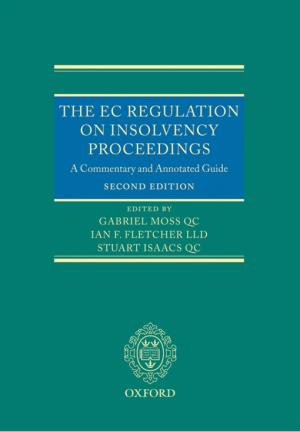 THE EC REGULATION
ON INSOLVENCY
PROCEEDINGS
A Commentary and Annotated Guide
SECOND EDITION
EDITED BY
GABRIEL MOSS QC
IAN F. FLETCHER LLD
STUART ISAACS QC
OXFORD